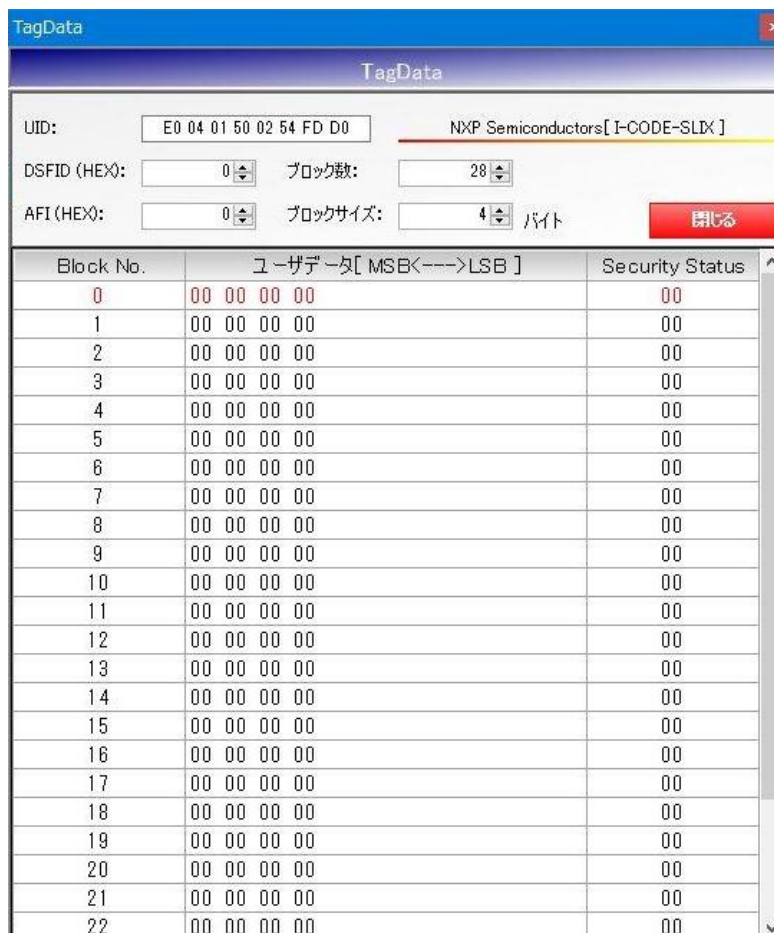 TagData
TagData
UID: E0 04 01 50 02 54 FD D0 NXP Semiconductors[ I-CODE-SLIX ]
DSFID (HEX): 0 ブロック数: 28
AFI (HEX): 0 ブロックサイズ: 4 バイト 閉じる
Block No. ユーザデータ[ MSB<--->LSB ] Security Status
0 00 00 00 00 00
1 00 00 00 00 00
2 00 00 00 00 00
3 00 00 00 00 00
4 00 00 00 00 00
5 00 00 00 00 00
6 00 00 00 00 00
7 00 00 00 00 00
8 00 00 00 00 00
9 00 00 00 00 00
10 00 00 00 00 00
11 00 00 00 00 00
12 00 00 00 00 00
13 00 00 00 00 00
14 00 00 00 00 00
15 00 00 00 00 00
16 00 00 00 00 00
17 00 00 00 00 00
18 00 00 00 00 00
19 00 00 00 00 00
20 00 00 00 00 00
21 00 00 00 00 00
22 00 00 00 00 00